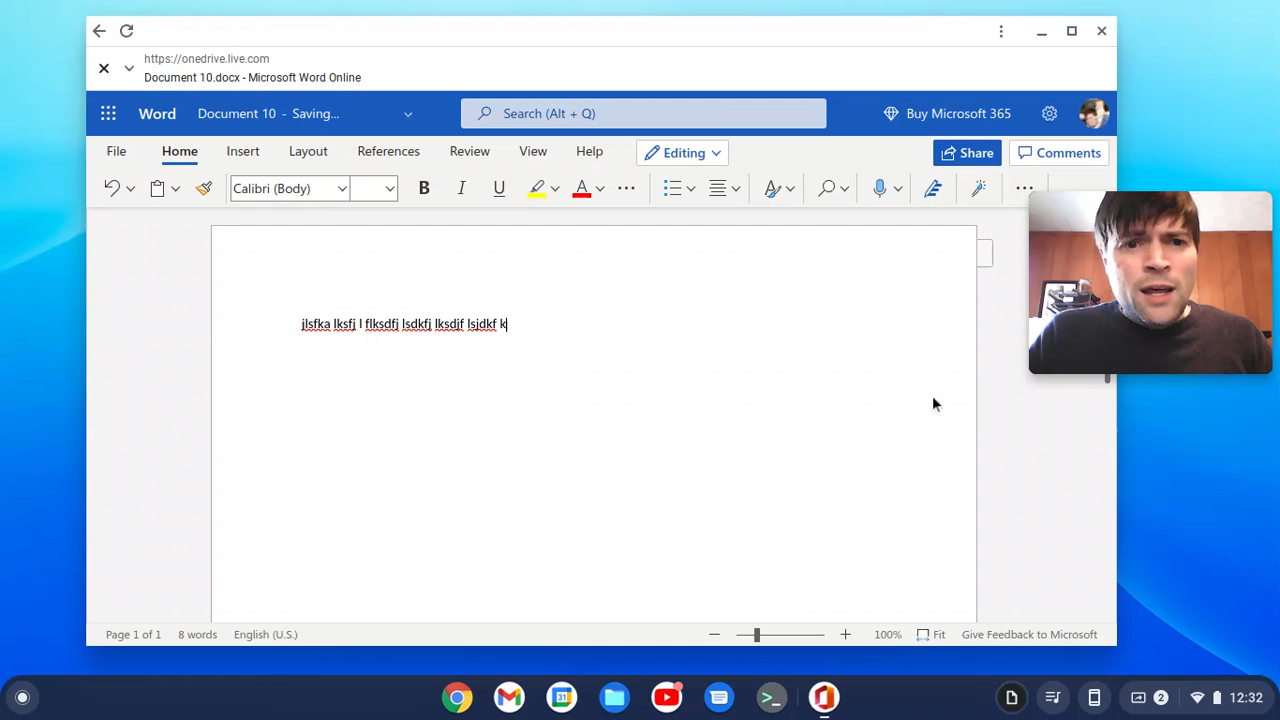 https://onedrive.live.com
Document 10.docx - Microsoft Word Online
Word Document 10 - Saving... Search (Alt + Q) Buy Microsoft 365
File Home Insert Layout References Review View Help Editing Share Comments
Calibri (Body) B I U A
jlsfka lksfj l flksdfj lsdkfj lksdjf lsjdkf k
Page 1 of 1 8 words English (U.S.) 100% Fit Give Feedback to Microsoft
31 >_ 2 12:32